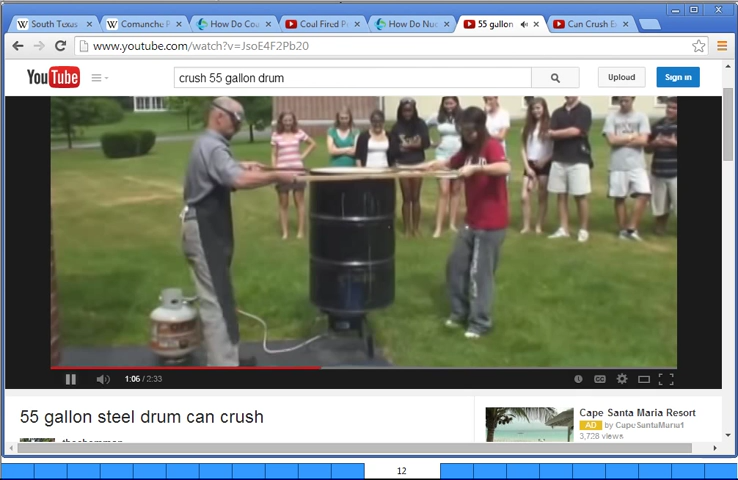 South Texas
Comanche P
How Do Coa
Coal Fired P
How Do Nuc
55 gallon
Can Crush E
www.youtube.com/watch?v=JsoE4F2Pb20
YouTube
crush 55 gallon drum
Upload
Sign in
1:06 / 2:33
55 gallon steel drum can crush
Cape Santa Maria Resort
AD by CapeSantaMaria1
3,728 views
12